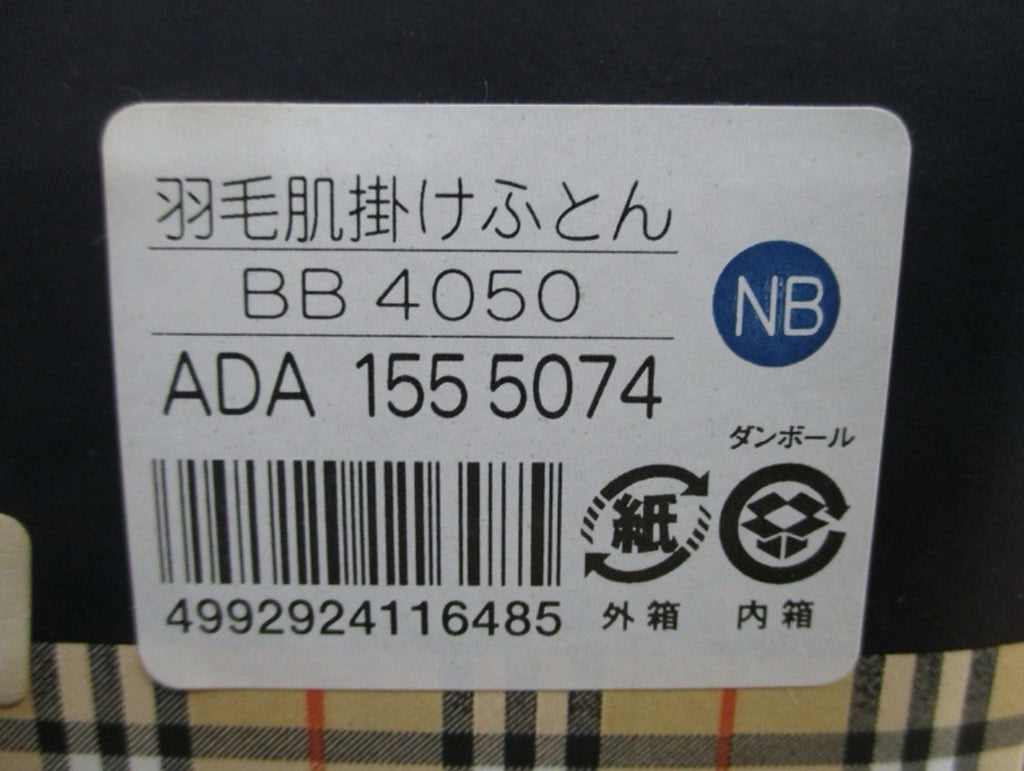 羽毛肌掛けふとん
BB 4050
NB
ADA 155 5074
ダンボール
紙
4992924116485
外箱
内箱